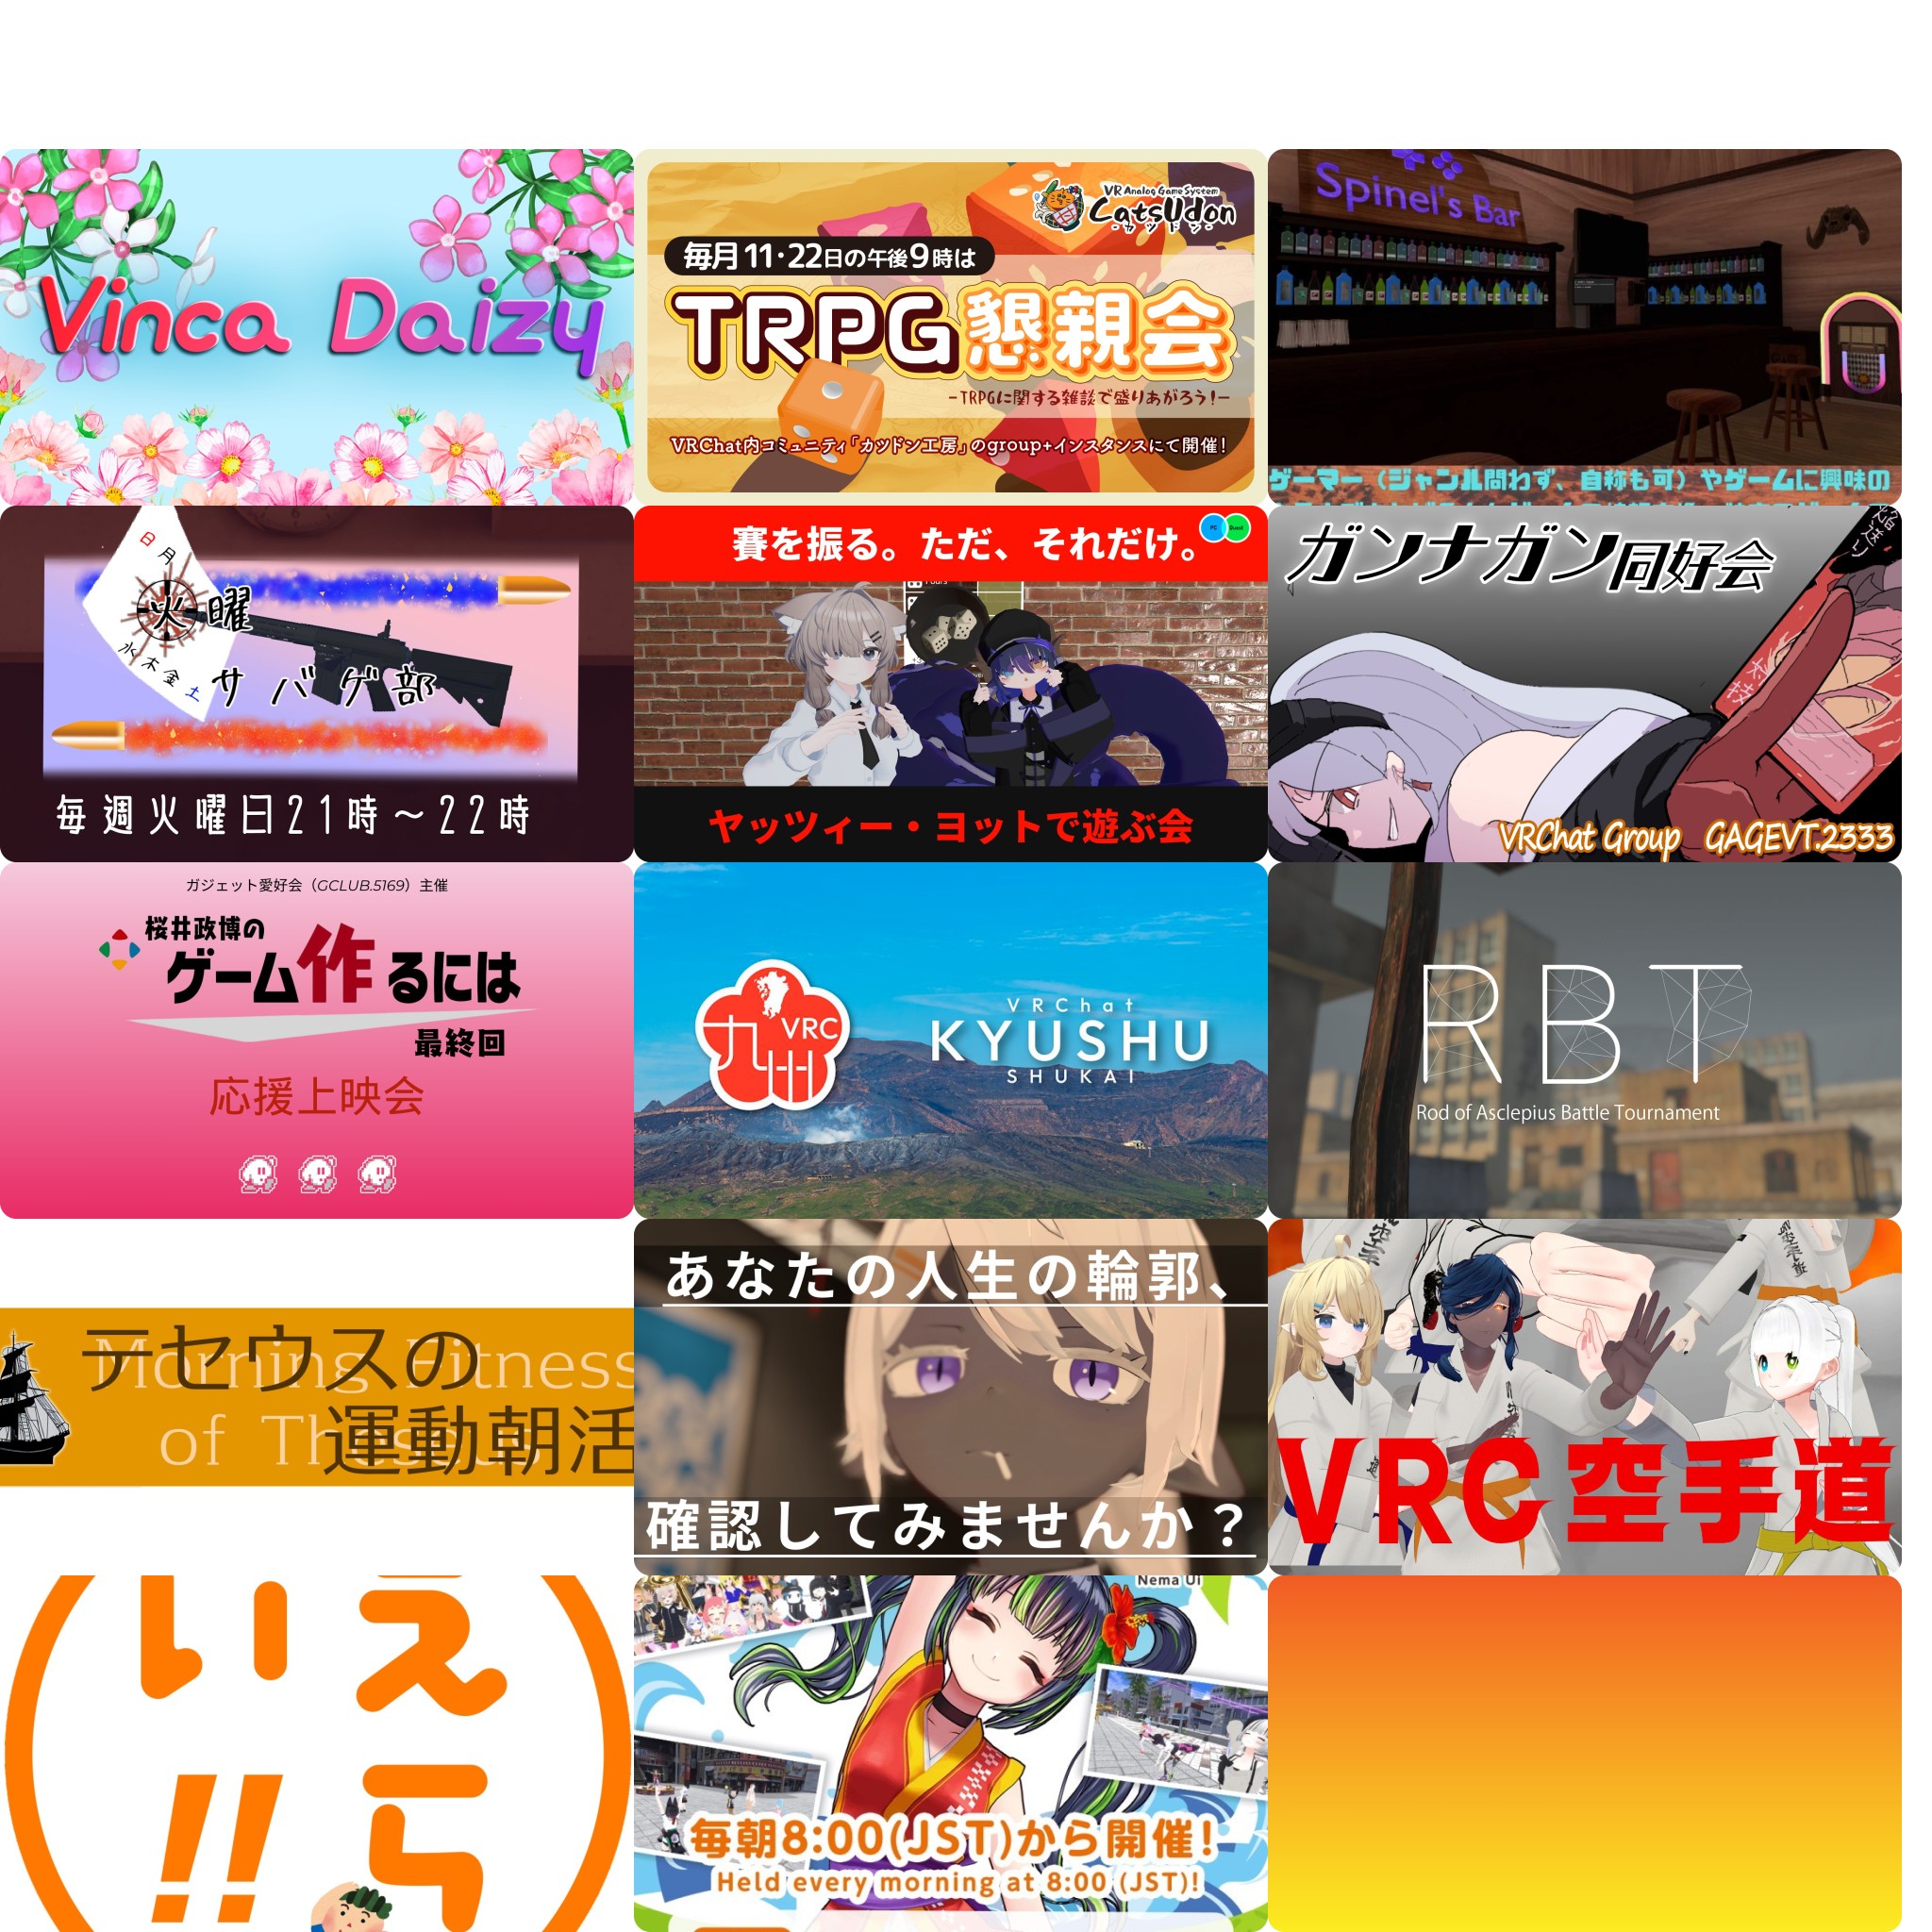 Vinca Daizy
VR Analog Game System
CatsUdon
-カツドン-
毎月11・22日の午後9時は
TRPG懇親会
-TRPGに関する雑談で盛りあがろう!-
VRChat内コミュニティ「カツドン工房」のgroup+インスタンスにて開催!
Spinel's Bar
ゲーマー(ジャンル問わず、自称も可)やゲームに興味の
日月
火曜
水木金土
サバゲ部
毎週火曜日21時~22時
賽を振る。ただ、それだけ。
PC
Quest
ヤッツィー・ヨットで遊ぶ会
ガンナガン同好会
VRChat Group GAGEVT.2333
ガジェット愛好会(GCLUB.5169)主催
桜井政博の
ゲーム作るには
最終回
応援上映会
九州
VRC
VRChat
KYUSHU
SHUKAI
RBT
Rod of Asclepius Battle Tournament
テセウスの
Morning Fitness
運動朝活
of Theseus
あなたの人生の輪郭、
確認してみませんか?
VRC空手道
えら
い!!
Nema Ui
毎朝8:00(JST)から開催!
Held every morning at 8:00 (JST)!